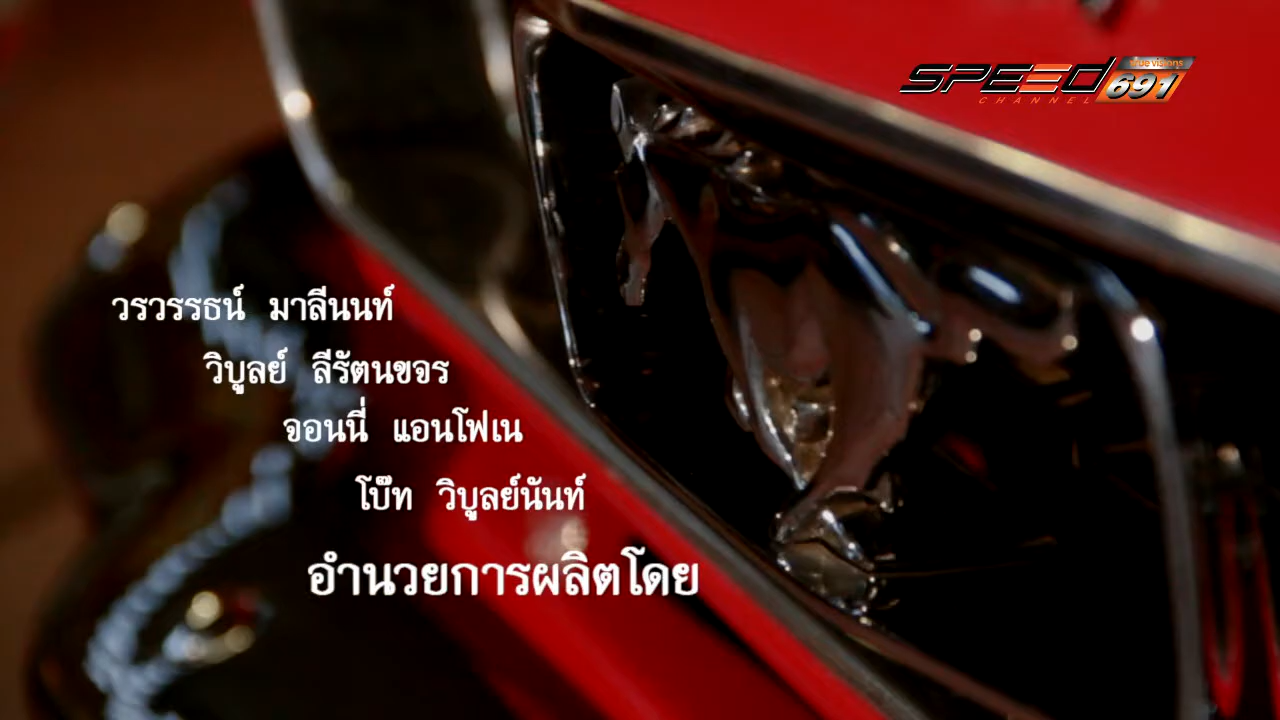 SPEED
true visions
CHANNEL 691
วรวรรธน์ มาลีนนท์
วิบูลย์ ลีรัตนขจร
จอนนี่ แอนโฟเน
โบ๊ท วิบูลย์นันท์
อำนวยการผลิตโดย